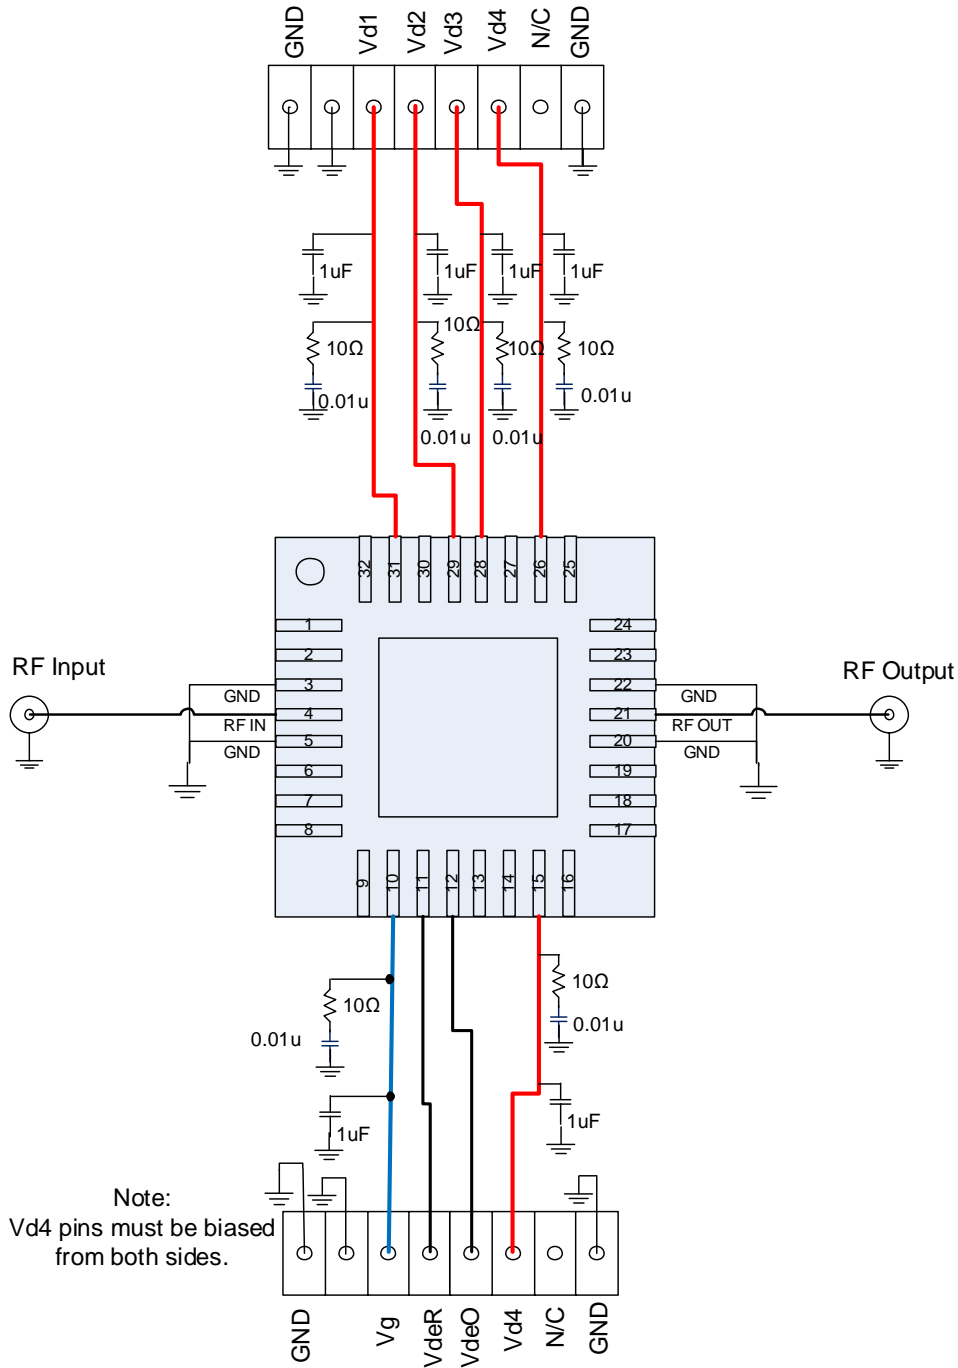 GND
Vd1
Vd2
Vd3
Vd4
N/C
GND
1uF
1uF
1uF
1uF
10Ω
10Ω
10Ω
10Ω
0.01u
0.01u
0.01u
0.01u
32
31
30
29
28
27
26
25
1
2
3
4
5
6
7
8
24
23
22
21
20
19
18
17
RF Input
GND
RF IN
GND
RF Output
GND
RF OUT
GND
9
10
11
12
13
14
15
16
10Ω
0.01u
1uF
10Ω
0.01u
1uF
Note:
Vd4 pins must be biased
from both sides.
GND
Vg
VdeR
VdeO
Vd4
N/C
GND